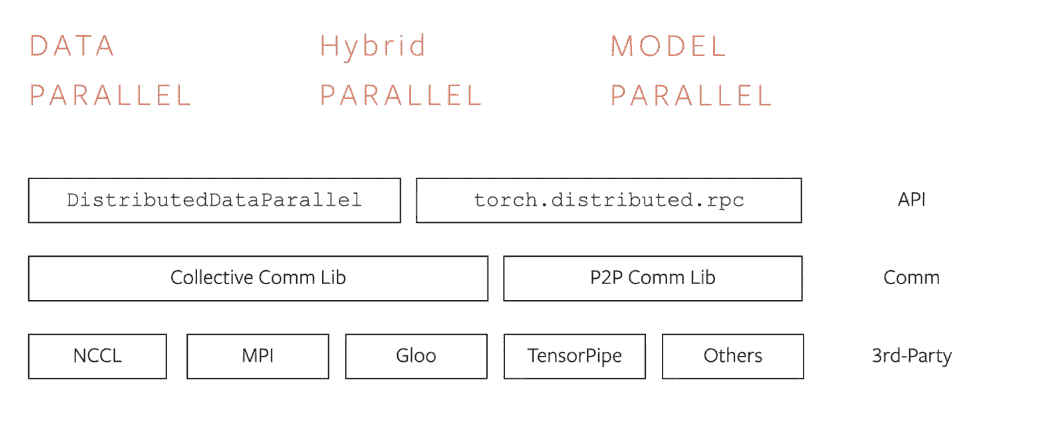 DATA
PARALLEL
Hybrid
PARALLEL
MODEL
PARALLEL
DistributedDataParallel
torch.distributed.rpc
API
Collective Comm Lib
P2P Comm Lib
Comm
NCCL
MPI
Gloo
TensorPipe
Others
3rd-Party